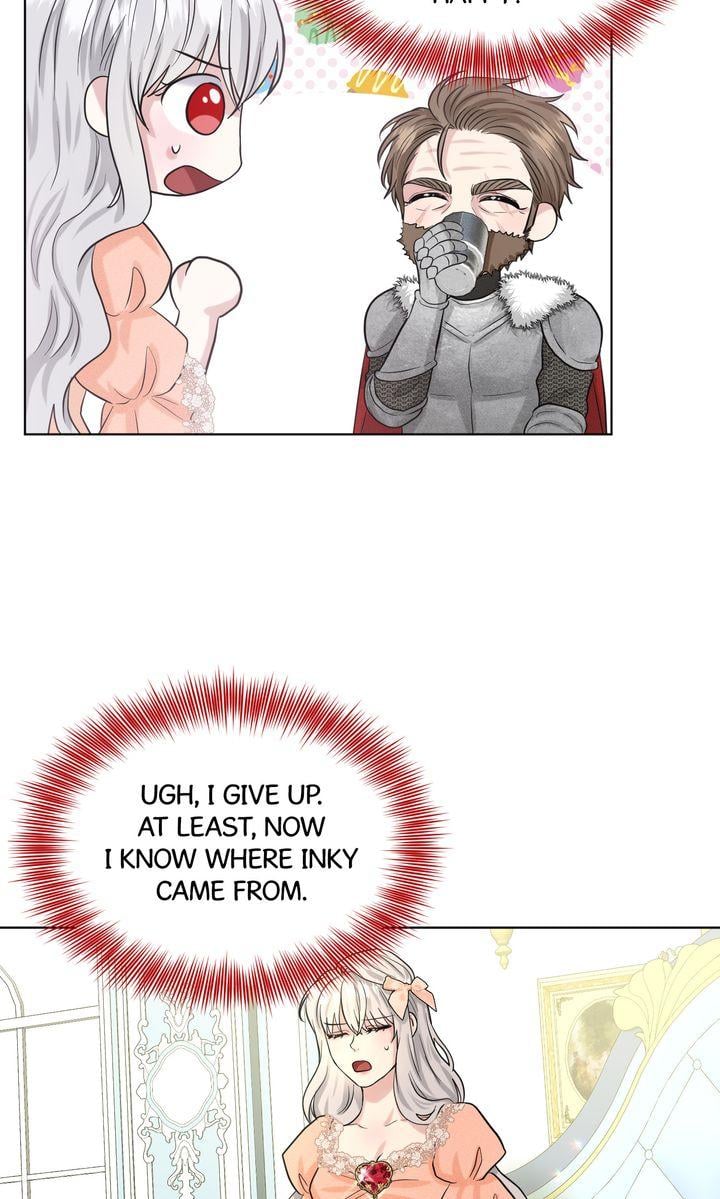 UGH, I GIVE UP.
AT LEAST, NOW
I KNOW WHERE INKY
CAME FROM.